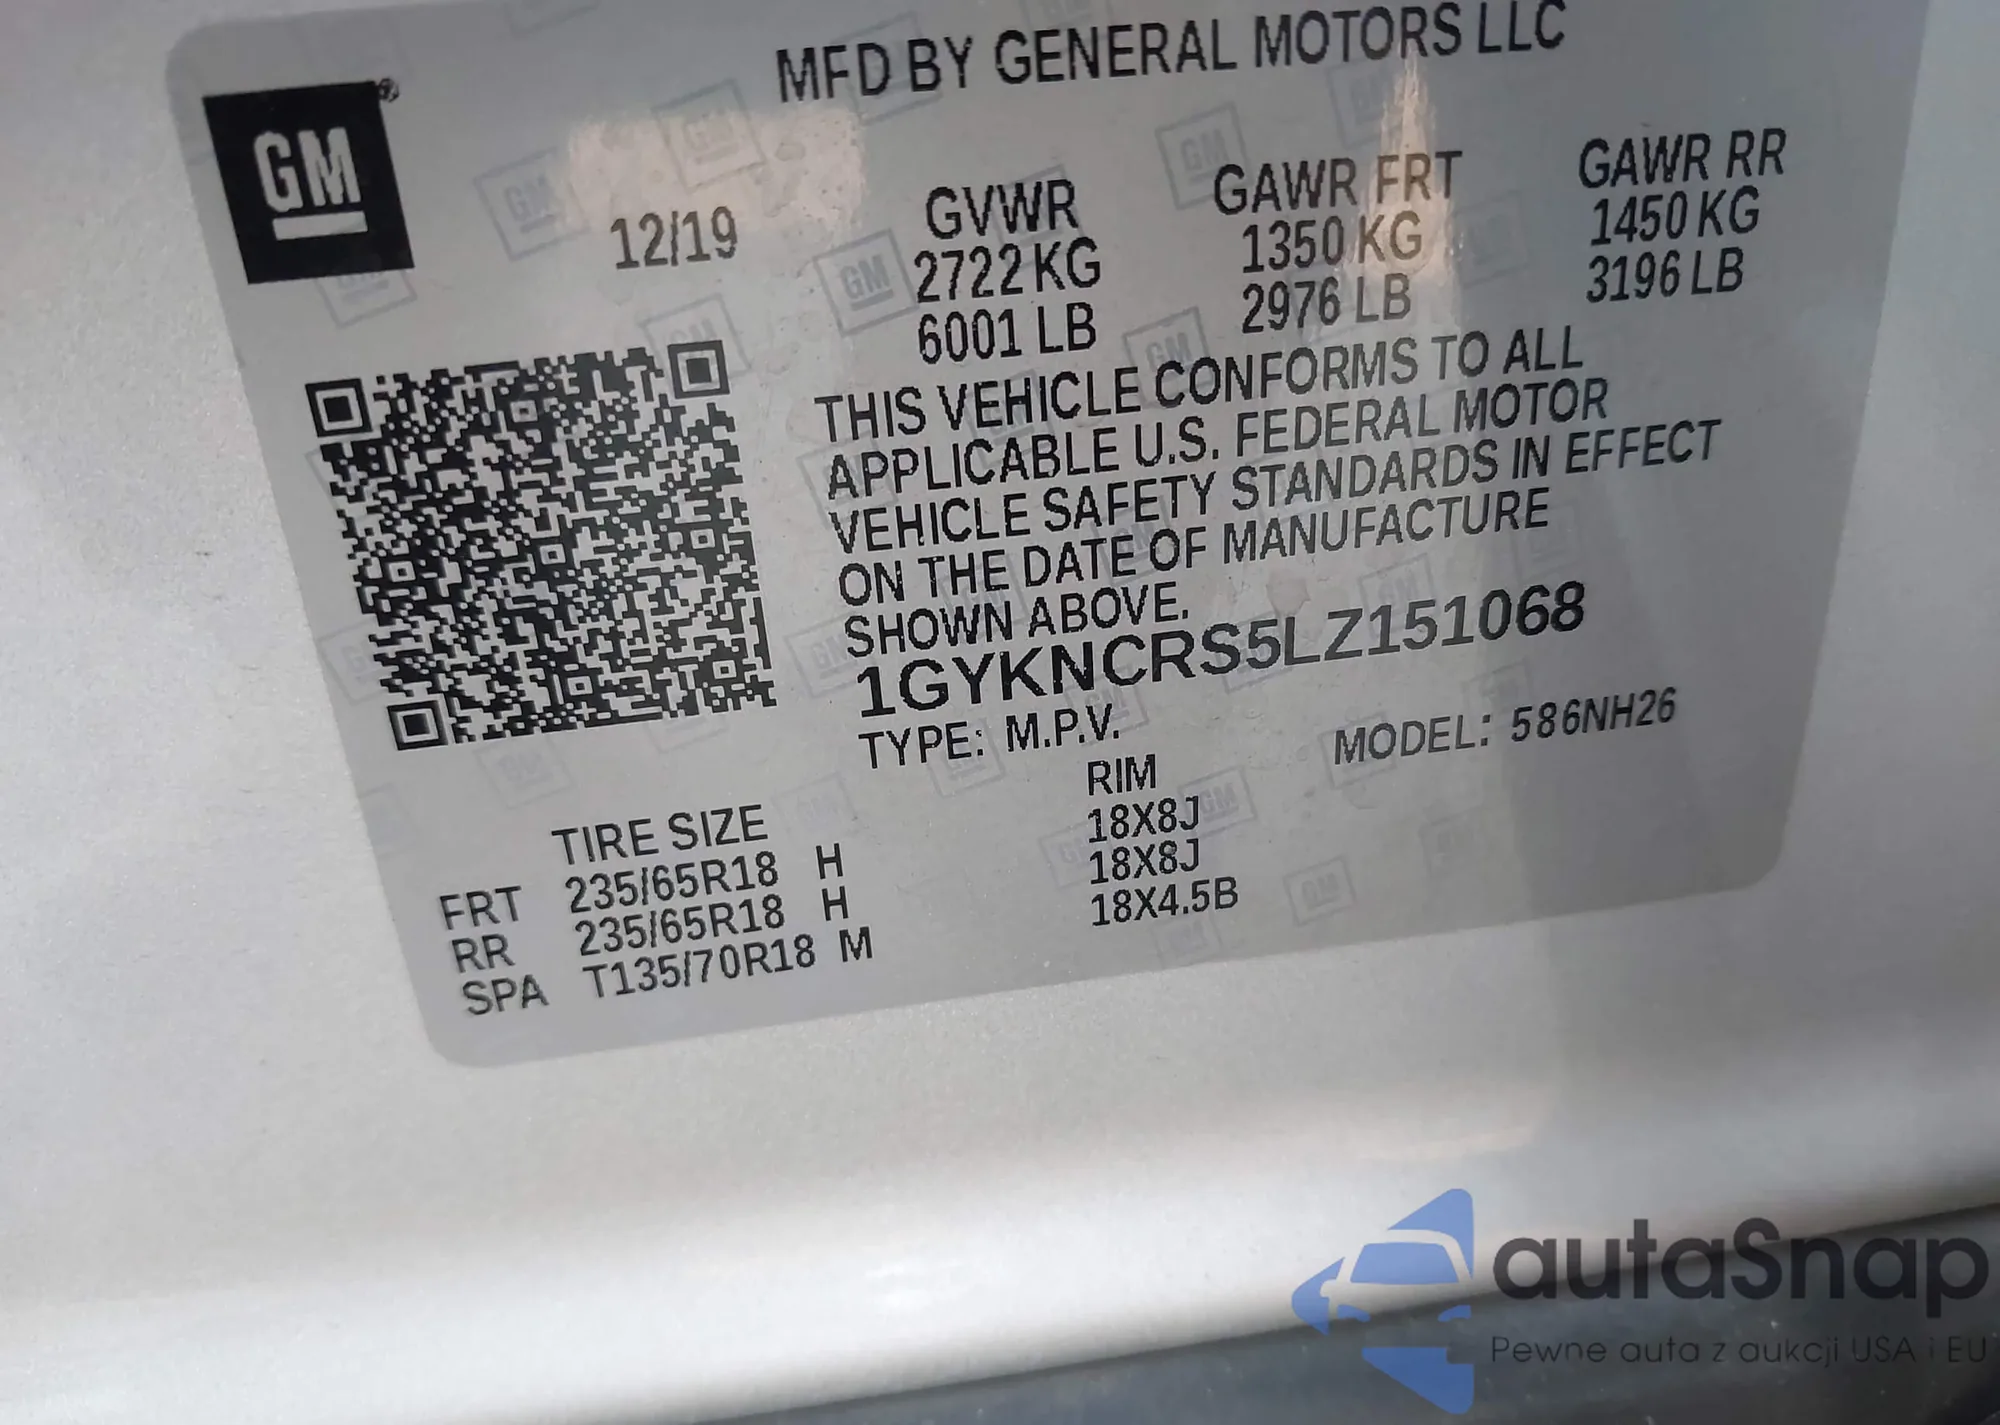 MFD BY GENERAL MOTORS LLC
GM®
12/19
GVWR
2722 KG
6001 LB
GAWR FRT
1350 KG
2976 LB
GAWR RR
1450 KG
3196 LB
THIS VEHICLE CONFORMS TO ALL
APPLICABLE U.S. FEDERAL MOTOR
VEHICLE SAFETY STANDARDS IN EFFECT
ON THE DATE OF MANUFACTURE
SHOWN ABOVE.
1GYKNCRS5LZ151068
TYPE: M.P.V. MODEL: 586NH26
TIRE SIZE RIM
FRT 235/65R18 H 18X8J
RR 235/65R18 H 18X8J
SPA T135/70R18 M 18X4.5B
autaSnap
Pewne auta z aukcji USA i EU